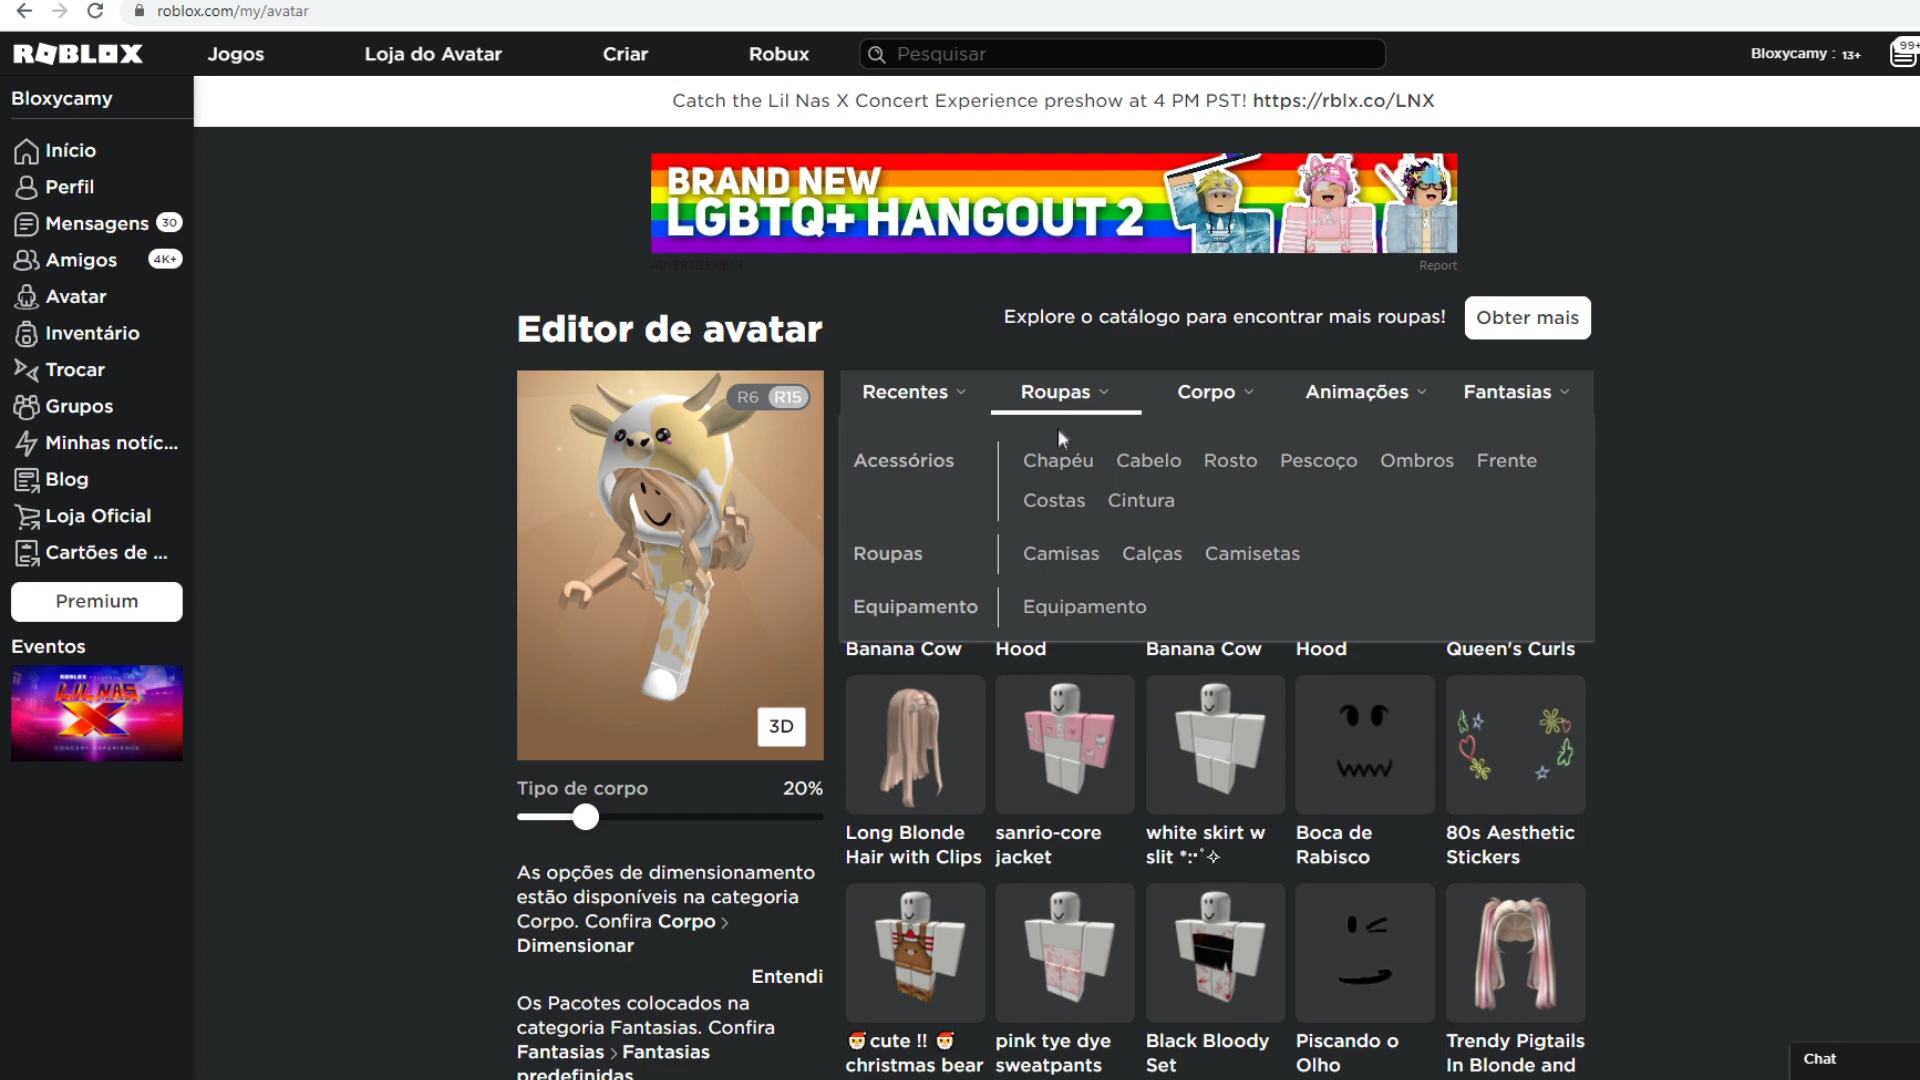 roblox.com/my/avatar
ROBLOX
Jogos
Loja do Avatar
Criar
Robux
Pesquisar
Bloxycamy : 13+
99+
Bloxycamy
Início
Perfil
Mensagens 30
Amigos 4K+
Avatar
Inventário
Trocar
Grupos
Minhas notíc...
Blog
Loja Oficial
Cartões de ...
Premium
Eventos
ROBLOX
LIL NAS
X
CONCERT EXPERIENCE
Catch the Lil Nas X Concert Experience preshow at 4 PM PST! https://rblx.co/LNX
BRAND NEW
LGBTQ+ HANGOUT 2
ADVERTISEMENT
Report
Editor de avatar
Explore o catálogo para encontrar mais roupas!
Obter mais
R6 R15
3D
Tipo de corpo 20%
As opções de dimensionamento
estão disponíveis na categoria
Corpo. Confira Corpo >
Dimensionar
Entendi
Os Pacotes colocados na
categoria Fantasias. Confira
Fantasias > Fantasias
predefinidas
Recentes
Roupas
Corpo
Animações
Fantasias
Acessórios
Chapéu Cabelo Rosto Pescoço Ombros Frente
Costas Cintura
Roupas
Camisas Calças Camisetas
Equipamento
Equipamento
Banana Cow
Hood
Banana Cow
Hood
Queen's Curls
Long Blonde
Hair with Clips
sanrio-core
jacket
white skirt w
slit *:･ﾟ✧
Boca de
Rabisco
80s Aesthetic
Stickers
🎅cute !! 🎅
christmas bear
pink tye dye
sweatpants
Black Bloody
Set
Piscando o
Olho
Trendy Pigtails
In Blonde and
Chat